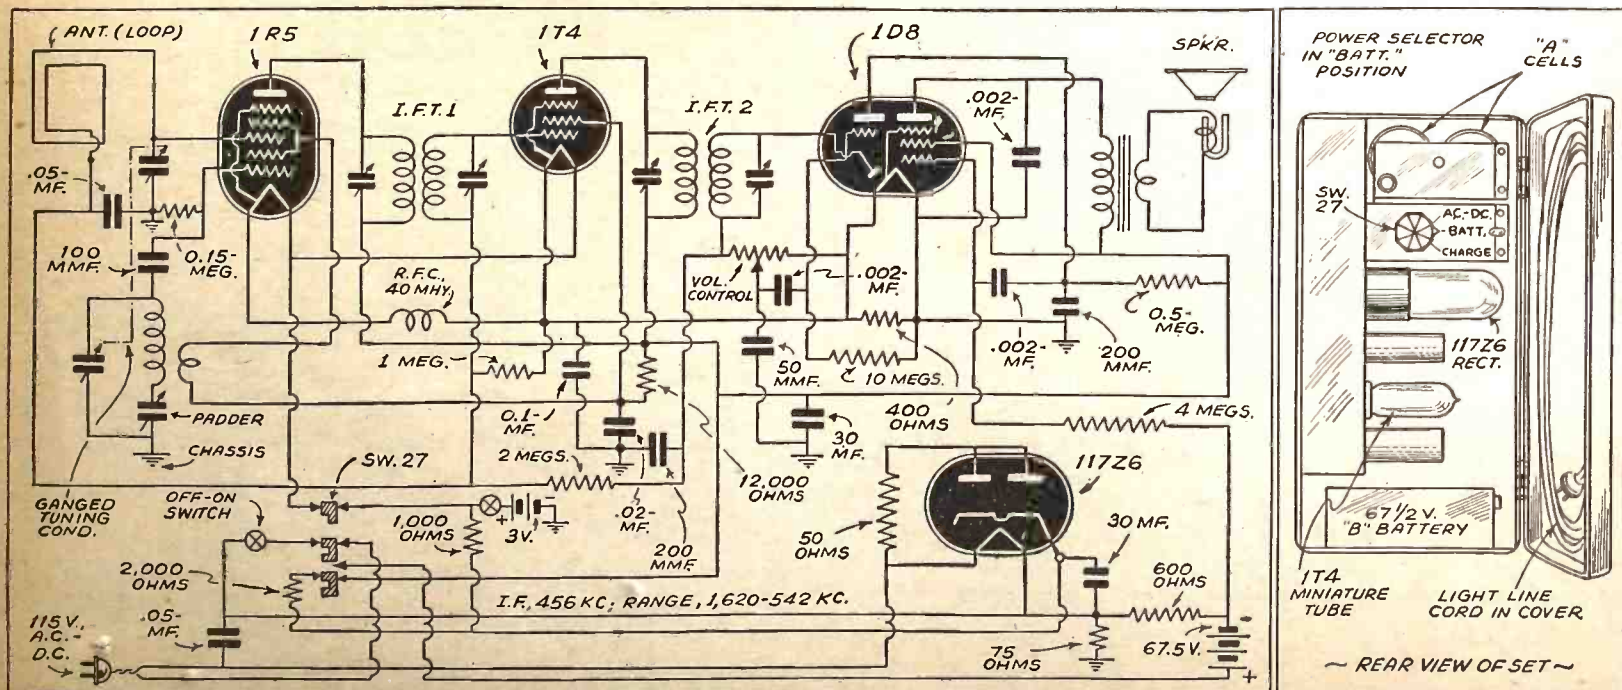 ANT. (LOOP)
1R5
1T4
1D8
SPKR.
I.F.T. 1
I.F.T. 2
.002-
MF.
.05-
MF.
100
MMF.
0.15-
MEG.
R.F.C.,
40 MHY.
VOL.
CONTROL
.002-
MF.
0.5-
MEG.
1 MEG.
50
MMF.
10 MEGS.
.002-
MF.
200
MMF.
PADDER
0.1-
MF.
400
OHMS
4 MEGS.
CHASSIS
2 MEGS.
30
MF.
GANGED
TUNING
COND.
OFF-ON
SWITCH
SW. 27
12,000
OHMS
117Z6
1,000
OHMS
+
3V.
-
.02-
MF.
200
MMF.
50
OHMS
30 MF.
2,000
OHMS
600
OHMS
I.F., 456 KC; RANGE, 1,620-542 KC.
115 V.,
A.C.-
D.C.
.05-
MF.
75
OHMS
67.5 V.
-
+
POWER SELECTOR
IN "BATT."
POSITION
"A"
CELLS
SW.
27
AC.-DC.
BATT.
CHARGE
117Z6
RECT.
67 1/2 V.
"B" BATTERY
1T4
MINIATURE
TUBE
LIGHT LINE
CORD IN COVER
~ REAR VIEW OF SET ~